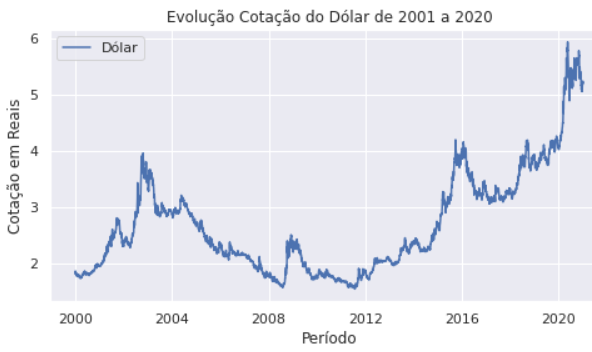 Evolução Cotação do Dólar de 2001 a 2020
Dólar
Cotação em Reais
6
5
4
3
2
2000 2004 2008 2012 2016 2020
Período